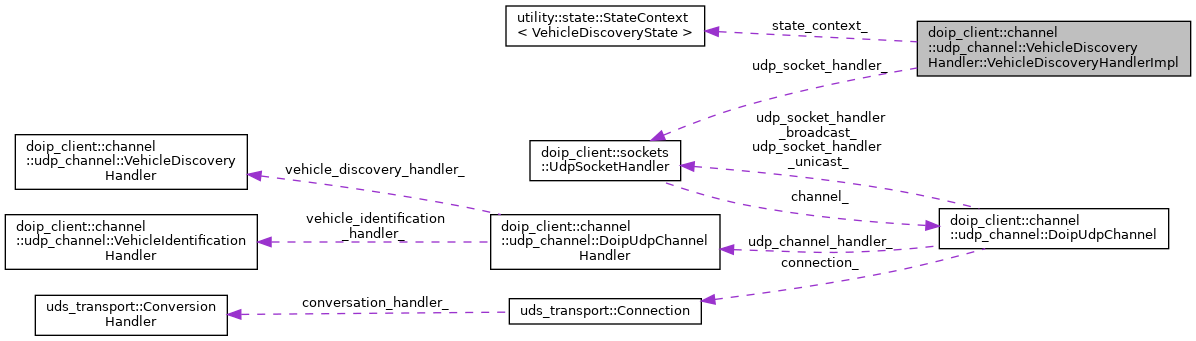 utility::state::StateContext
< VehicleDiscoveryState >
state_context_
doip_client::channel
::udp_channel::VehicleDiscovery
Handler::VehicleDiscoveryHandlerImpl
udp_socket_handler_
udp_socket_handler
_broadcast_
udp_socket_handler
_unicast_
doip_client::sockets
::UdpSocketHandler
channel_
doip_client::channel
::udp_channel::VehicleDiscovery
Handler
vehicle_discovery_handler_
doip_client::channel
::udp_channel::VehicleIdentification
Handler
vehicle_identification
_handler_
doip_client::channel
::udp_channel::DoipUdpChannel
Handler
udp_channel_handler_
doip_client::channel
::udp_channel::DoipUdpChannel
connection_
uds_transport::Conversion
Handler
conversation_handler_
uds_transport::Connection